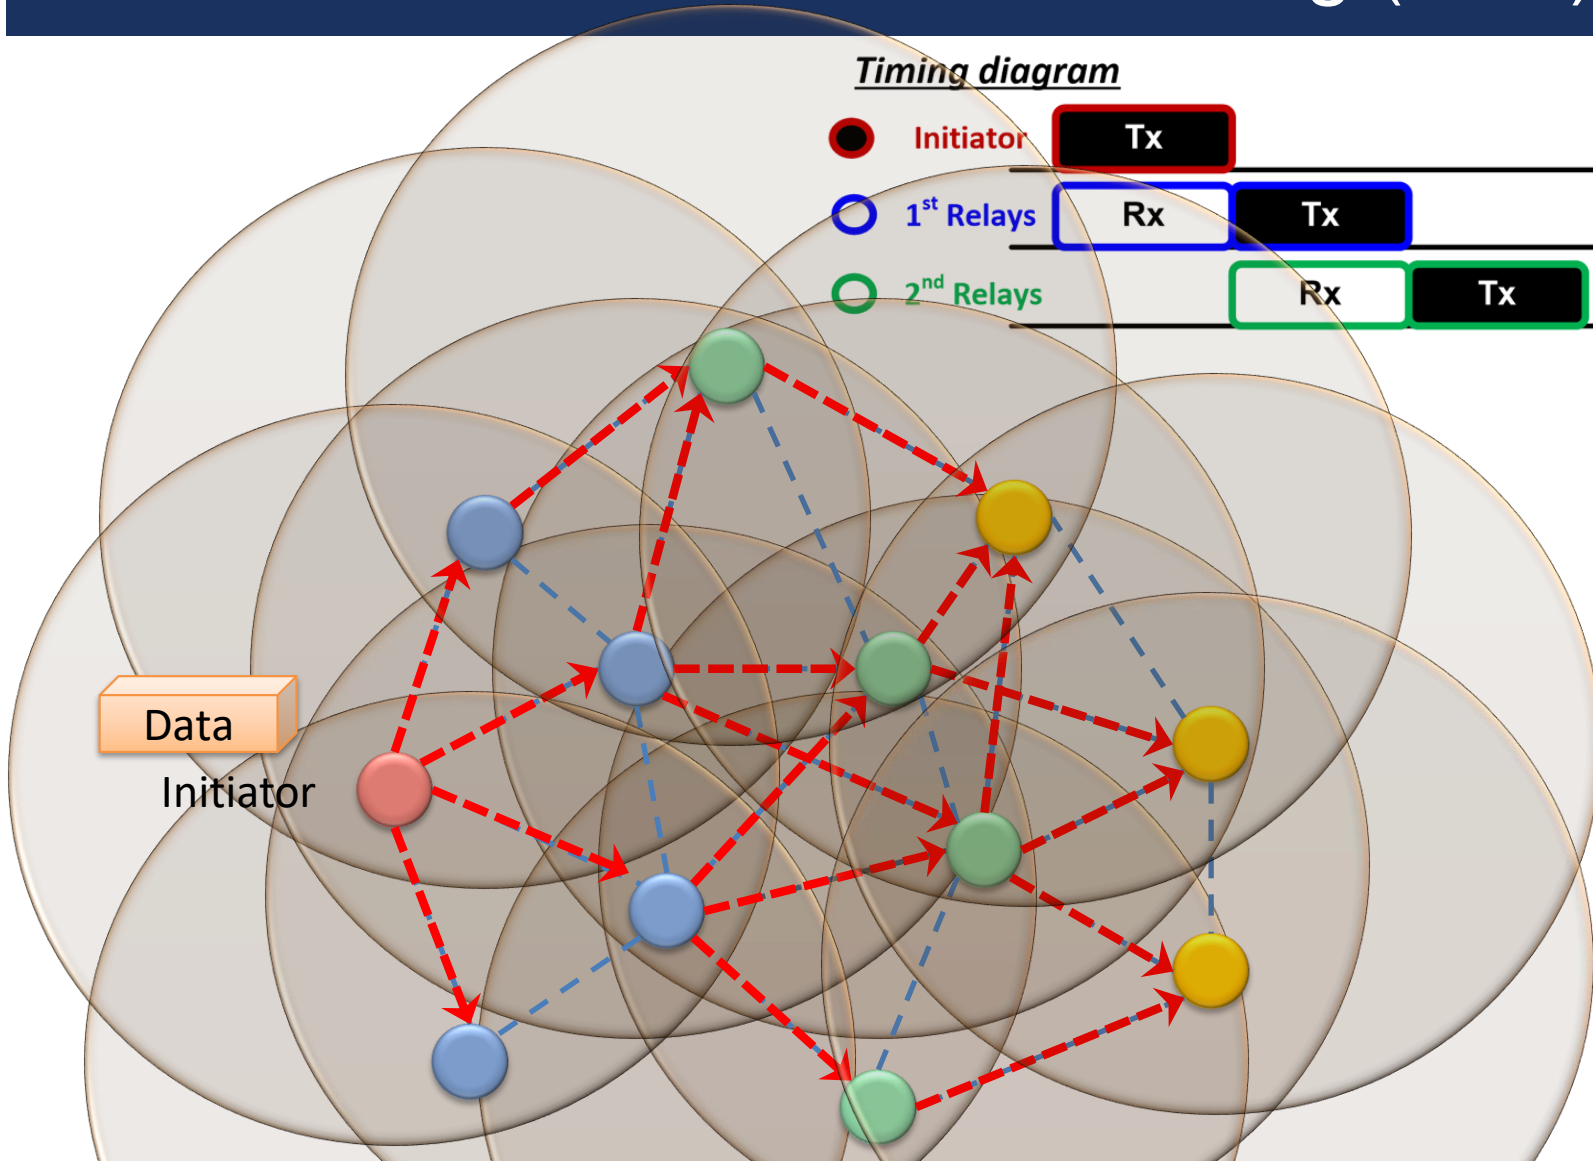 Timing diagram
Initiator Tx
1st Relays Rx Tx
2nd Relays Rx Tx
Data
Initiator